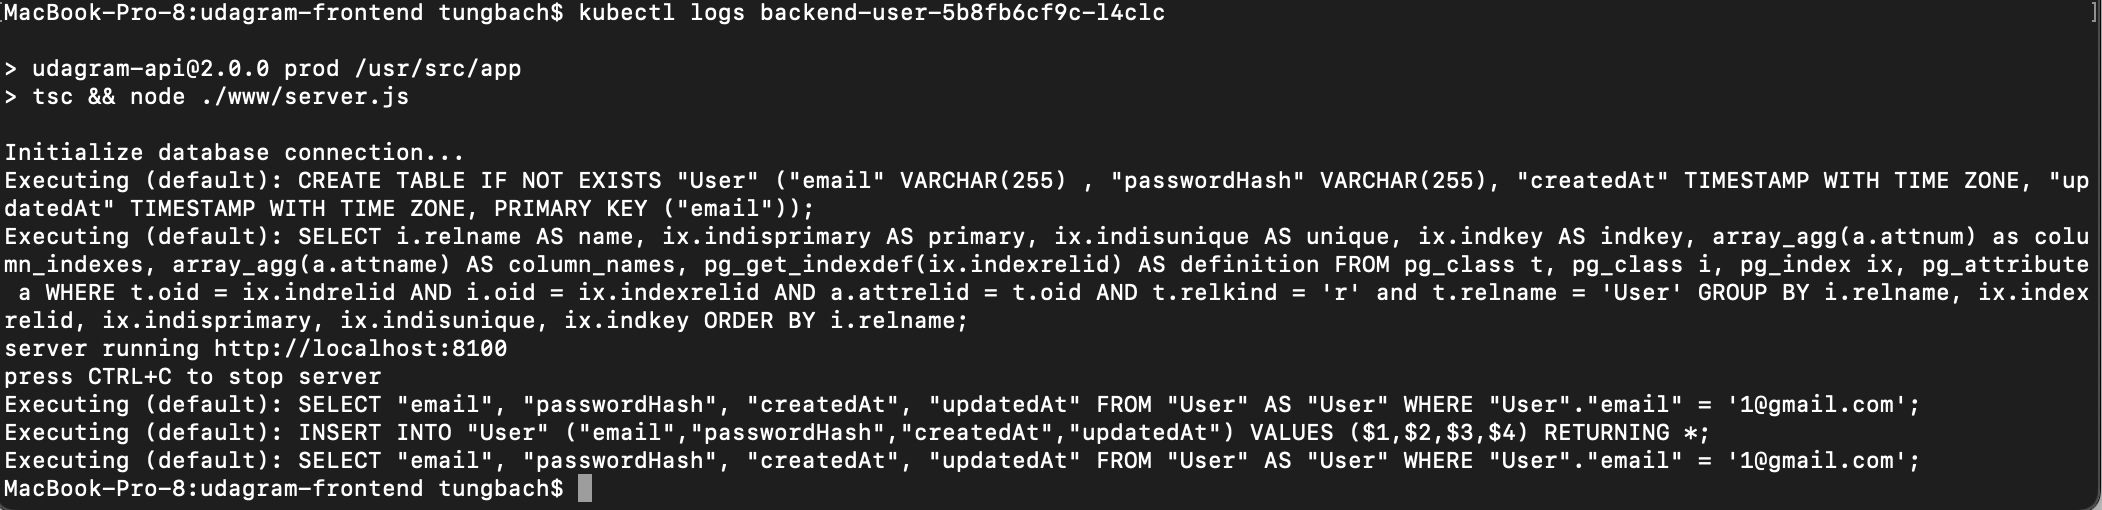 [MacBook-Pro-8:udagram-frontend tungbach$ kubectl logs backend-user-5b8fb6cf9c-l4clc ]

> udagram-api@2.0.0 prod /usr/src/app
> tsc && node ./www/server.js

Initialize database connection...
Executing (default): CREATE TABLE IF NOT EXISTS "User" ("email" VARCHAR(255) , "passwordHash" VARCHAR(255), "createdAt" TIMESTAMP WITH TIME ZONE, "up
datedAt" TIMESTAMP WITH TIME ZONE, PRIMARY KEY ("email"));
Executing (default): SELECT i.relname AS name, ix.indisprimary AS primary, ix.indisunique AS unique, ix.indkey AS indkey, array_agg(a.attnum) as colu
mn_indexes, array_agg(a.attname) AS column_names, pg_get_indexdef(ix.indexrelid) AS definition FROM pg_class t, pg_class i, pg_index ix, pg_attribute
 a WHERE t.oid = ix.indrelid AND i.oid = ix.indexrelid AND a.attrelid = t.oid AND t.relkind = 'r' and t.relname = 'User' GROUP BY i.relname, ix.index
relid, ix.indisprimary, ix.indisunique, ix.indkey ORDER BY i.relname;
server running http://localhost:8100
press CTRL+C to stop server
Executing (default): SELECT "email", "passwordHash", "createdAt", "updatedAt" FROM "User" AS "User" WHERE "User"."email" = '1@gmail.com';
Executing (default): INSERT INTO "User" ("email","passwordHash","createdAt","updatedAt") VALUES ($1,$2,$3,$4) RETURNING *;
Executing (default): SELECT "email", "passwordHash", "createdAt", "updatedAt" FROM "User" AS "User" WHERE "User"."email" = '1@gmail.com';
MacBook-Pro-8:udagram-frontend tungbach$